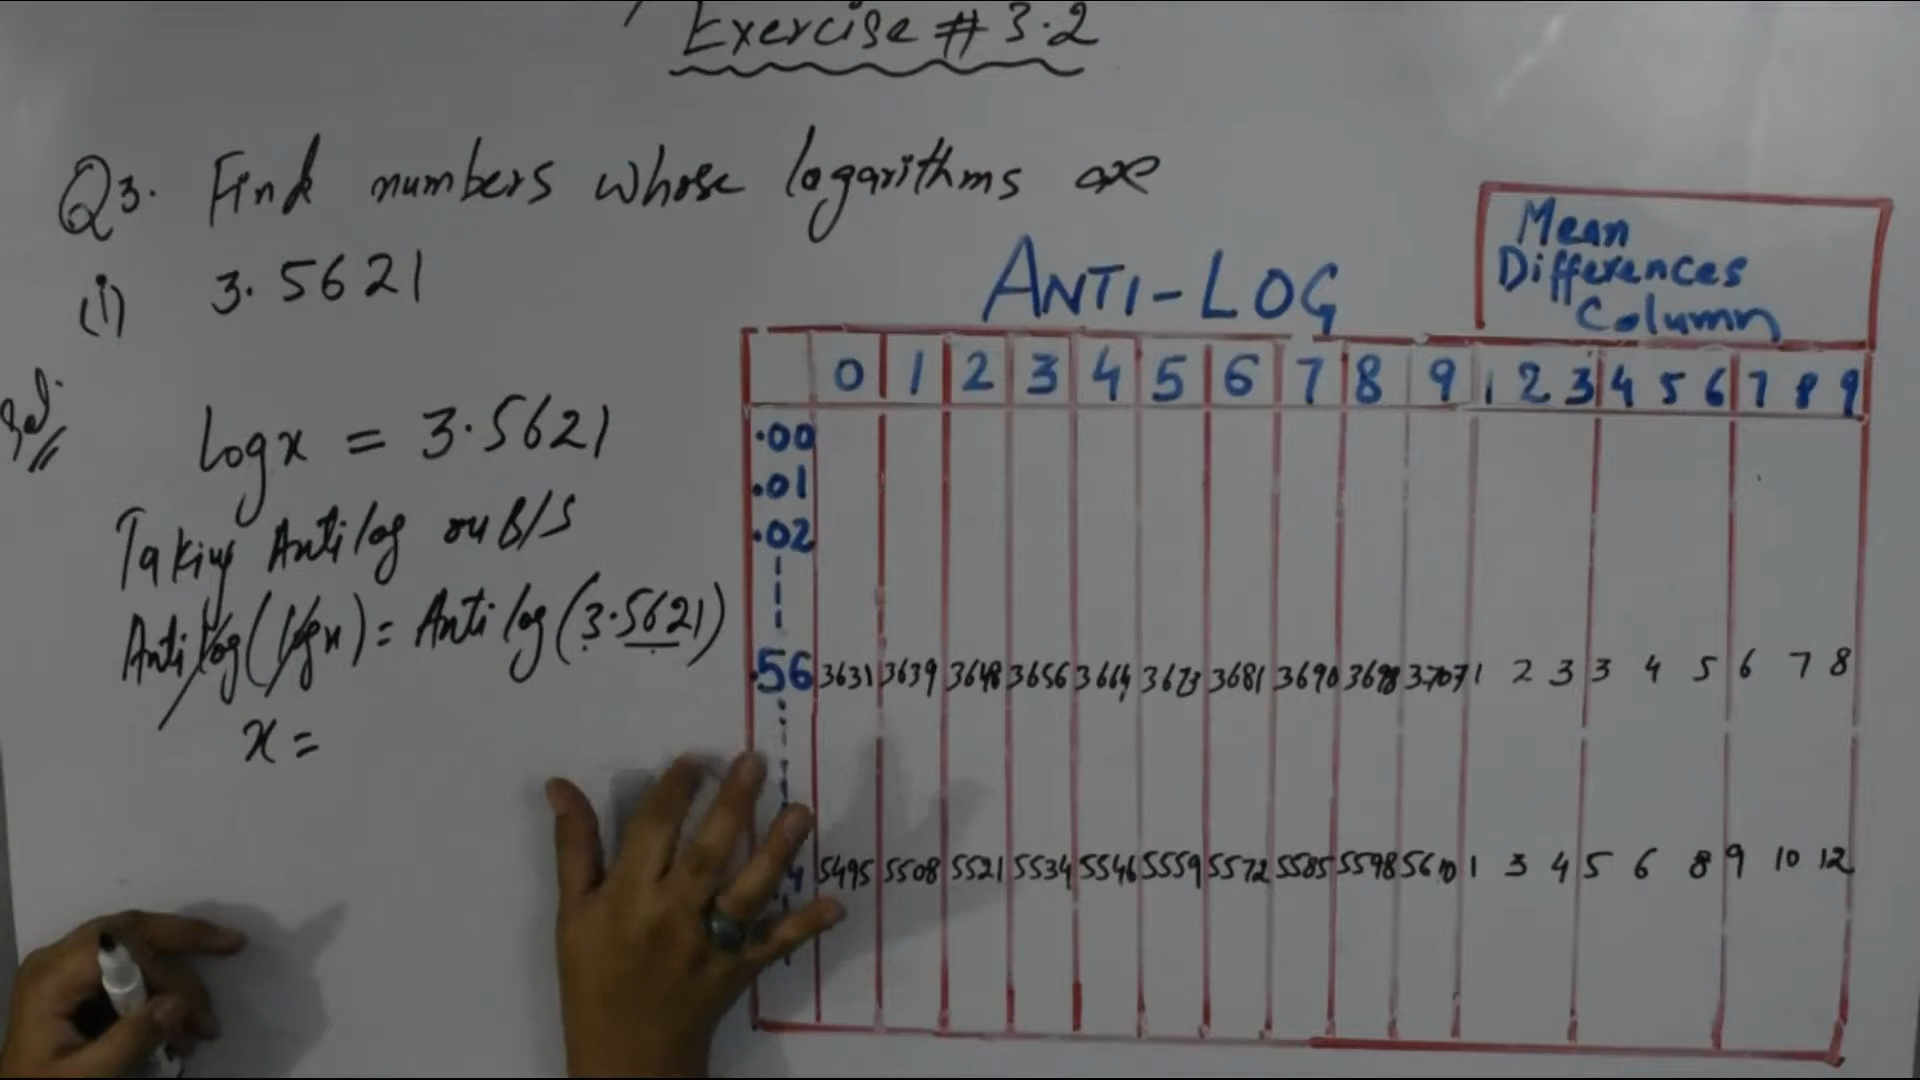 Exercise # 3.2
Q3. Find numbers whose logarithms are
(i) 3.5621
Sol:
log x = 3.5621
Taking Antilog on B/S
Antilog(log x) = Antilog(3.5621)
x =
ANTI-LOG
Mean
Differences
Column
0 1 2 3 4 5 6 7 8 9 1 2 3 4 5 6 7 8 9
.00
.01
.02
.56 3631 3639 3648 3656 3664 3673 3681 3690 3698 3707 1 2 3 3 4 5 6 7 8
4 5495 5508 5521 5534 5546 5559 5572 5585 5598 5610 1 3 4 5 6 8 9 10 12